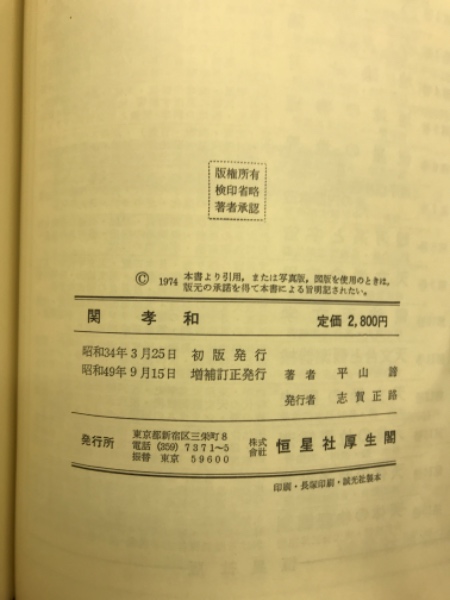 版権所有
検印省略
著者承認
© 1974 本書より引用，または写真版，図版を使用のときは，
版元の承諾を得て本書による旨明記されたい。
関 孝 和 定価 2,800円
昭和34年3月25日 初版発行
昭和49年9月15日 増補訂正発行 著者 平山 諦
発行者 志賀正路
発行所 東京都新宿区三栄町8
電話 (359) 7371～5
振替 東京 59600
株式会社 恒星社厚生閣
印刷・長塚印刷・誠光社製本